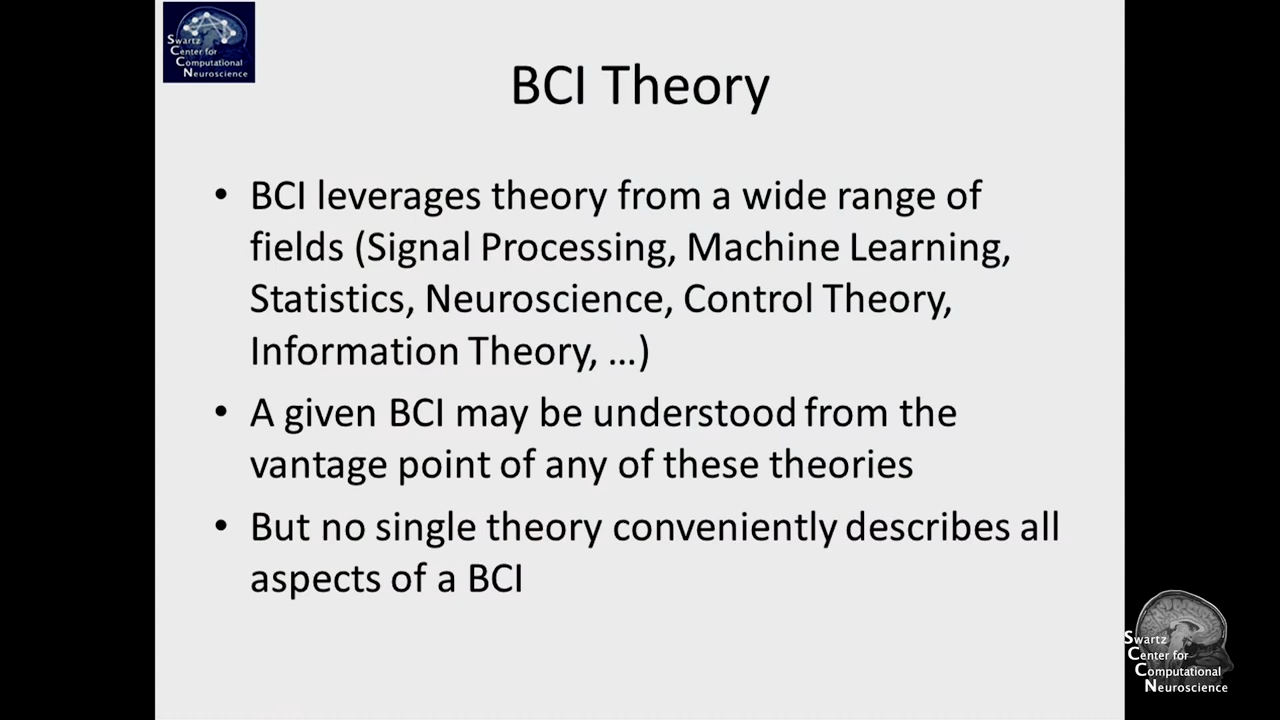 Swartz
Center for
Computational
Neuroscience
BCI Theory
• BCI leverages theory from a wide range of
fields (Signal Processing, Machine Learning,
Statistics, Neuroscience, Control Theory,
Information Theory, ...)
• A given BCI may be understood from the
vantage point of any of these theories
• But no single theory conveniently describes all
aspects of a BCI
Swartz
Center for
Computational
Neuroscience